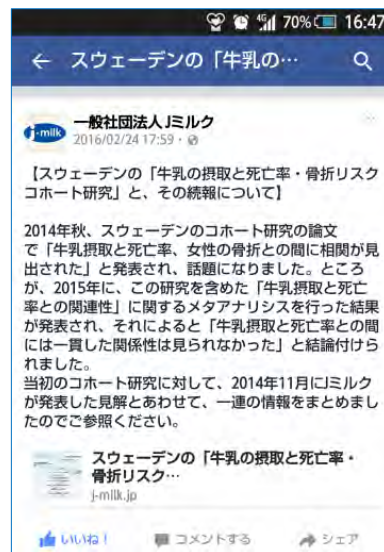 4G 70% 16:47
← スウェーデンの「牛乳の…
j-milk 一般社団法人Jミルク
2016/02/24 17:59・
【スウェーデンの「牛乳の摂取と死亡率・骨折リスク
コホート研究」と、その続報について】
2014年秋、スウェーデンのコホート研究の論文
で「牛乳摂取と死亡率、女性の骨折との間に相関が見
出された」と発表され、話題になりました。ところ
が、2015年に、この研究を含めた「牛乳摂取と死亡
率との関連性」に関するメタアナリシスを行った結果
が発表され、それによると「牛乳摂取と死亡率との間
には一貫した関係性は見られなかった」と結論付けら
れました。
当初のコホート研究に対して、2014年11月にJミルク
が発表した見解とあわせて、一連の情報をまとめまし
たのでご参照ください。
スウェーデンの「牛乳の摂取と死亡率・
骨折リスク…
j-milk.jp
いいね！ コメントする シェア